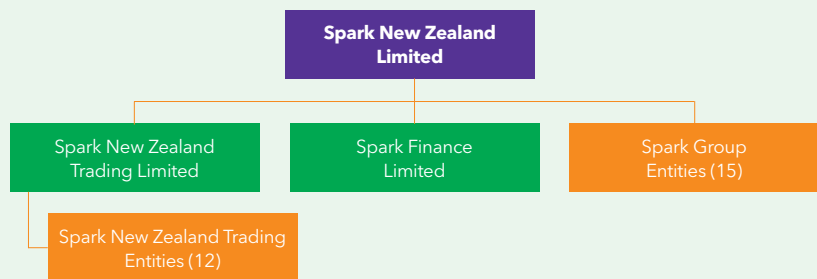 Spark New Zealand
Limited
Spark New Zealand
Trading Limited
Spark Finance
Limited
Spark Group
Entities (15)
Spark New Zealand Trading
Entities (12)